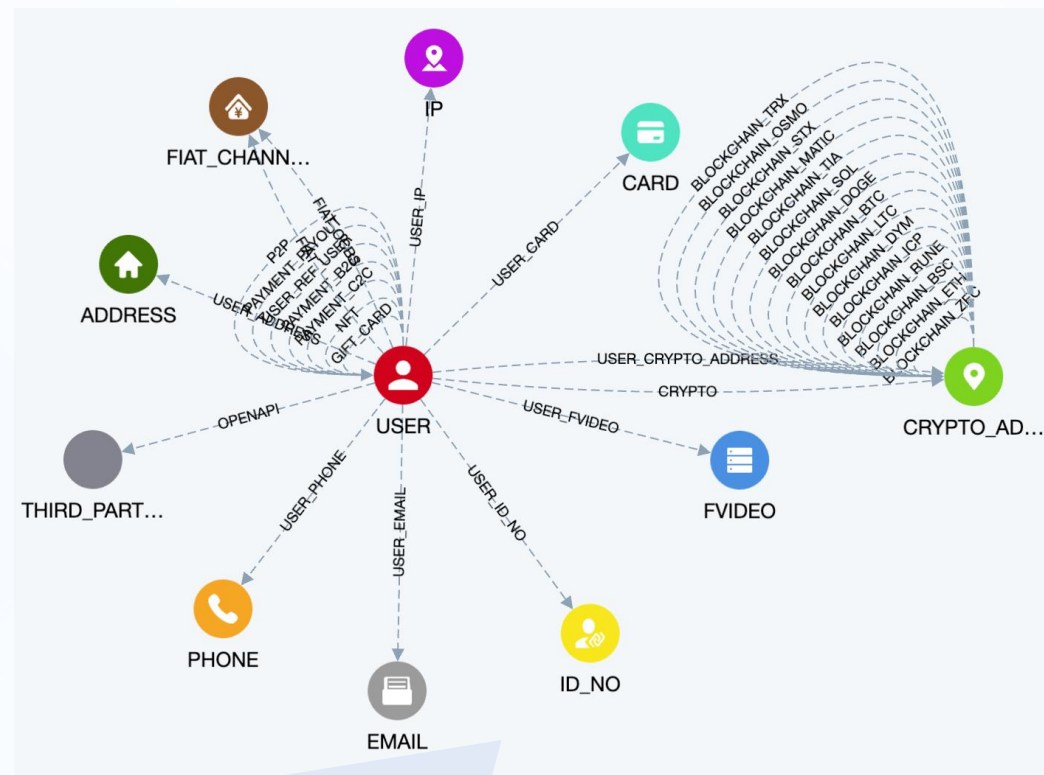 IP
FIAT_CHANN...
CARD
ADDRESS
USER_IP
USER_CARD
USER_ADDRESS
P2P
PAYMENT_PAYOUT
USER_REF_USER
PAYMENT_B2B
PAYMENT_C2C
NFT
GIFT_CARD
BLOCKCHAIN_TRX
BLOCKCHAIN_OSMO
BLOCKCHAIN_STX
BLOCKCHAIN_MATIC
BLOCKCHAIN_TIA
BLOCKCHAIN_SOL
BLOCKCHAIN_DOGE
BLOCKCHAIN_BTC
BLOCKCHAIN_LTC
BLOCKCHAIN_DYM
BLOCKCHAIN_ICP
BLOCKCHAIN_RUNE
BLOCKCHAIN_BSC
BLOCKCHAIN_ETH
BLOCKCHAIN_ZEC
USER_CRYPTO_ADDRESS
CRYPTO
USER
CRYPTO_AD...
OPENAPI
USER_FVIDEO
THIRD_PART...
FVIDEO
USER_PHONE
USER_EMAIL
USER_ID_NO
PHONE
ID_NO
EMAIL